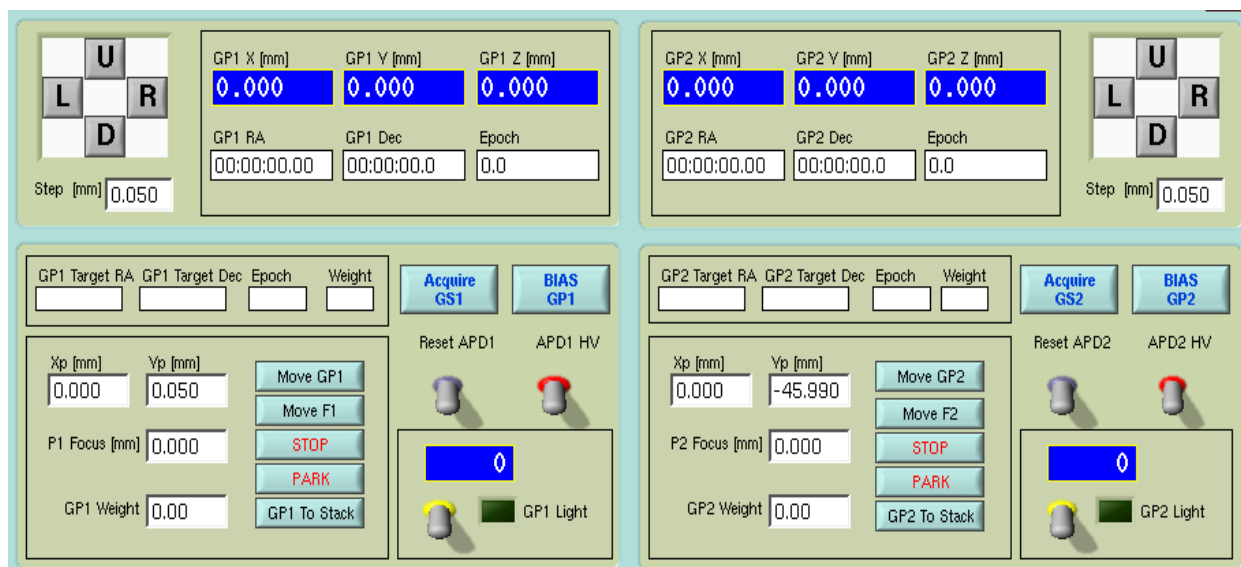 U
L R
D
Step [mm] 0.050
GP1 X [mm] GP1 Y [mm] GP1 Z [mm]
0.000 0.000 0.000
GP1 RA GP1 Dec Epoch
00:00:00.00 00:00:00.0 0.0
GP2 X [mm] GP2 Y [mm] GP2 Z [mm]
0.000 0.000 0.000
GP2 RA GP2 Dec Epoch
00:00:00.00 00:00:00.0 0.0
U
L R
D
Step [mm] 0.050
GP1 Target RA GP1 Target Dec Epoch Weight
Acquire
GS1
BIAS
GP1
Reset APD1 APD1 HV
Xp [mm] Yp [mm]
0.000 0.050
P1 Focus [mm] 0.000
GP1 Weight 0.00
Move GP1
Move F1
STOP
PARK
GP1 To Stack
0
GP1 Light
GP2 Target RA GP2 Target Dec Epoch Weight
Acquire
GS2
BIAS
GP2
Reset APD2 APD2 HV
Xp [mm] Yp [mm]
0.000 -45.990
P2 Focus [mm] 0.000
GP2 Weight 0.00
Move GP2
Move F2
STOP
PARK
GP2 To Stack
0
GP2 Light